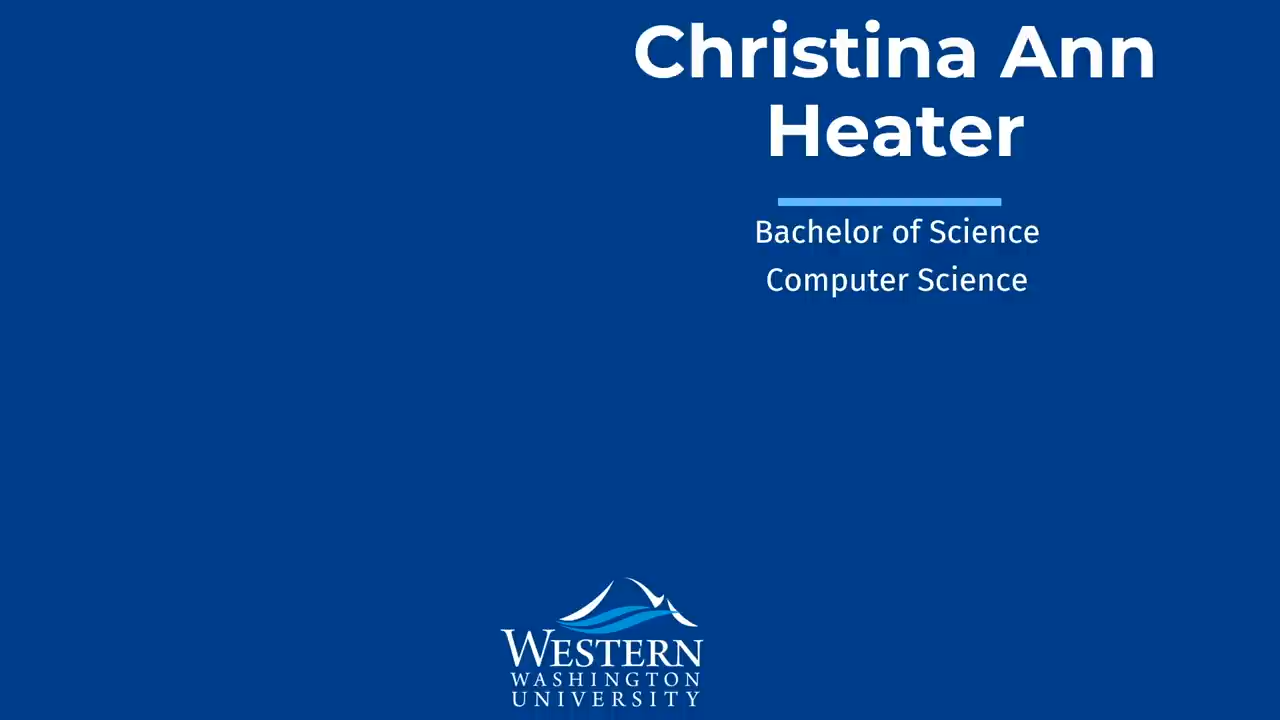 Christina Ann
Heater
Bachelor of Science
Computer Science
WESTERN
WASHINGTON
UNIVERSITY